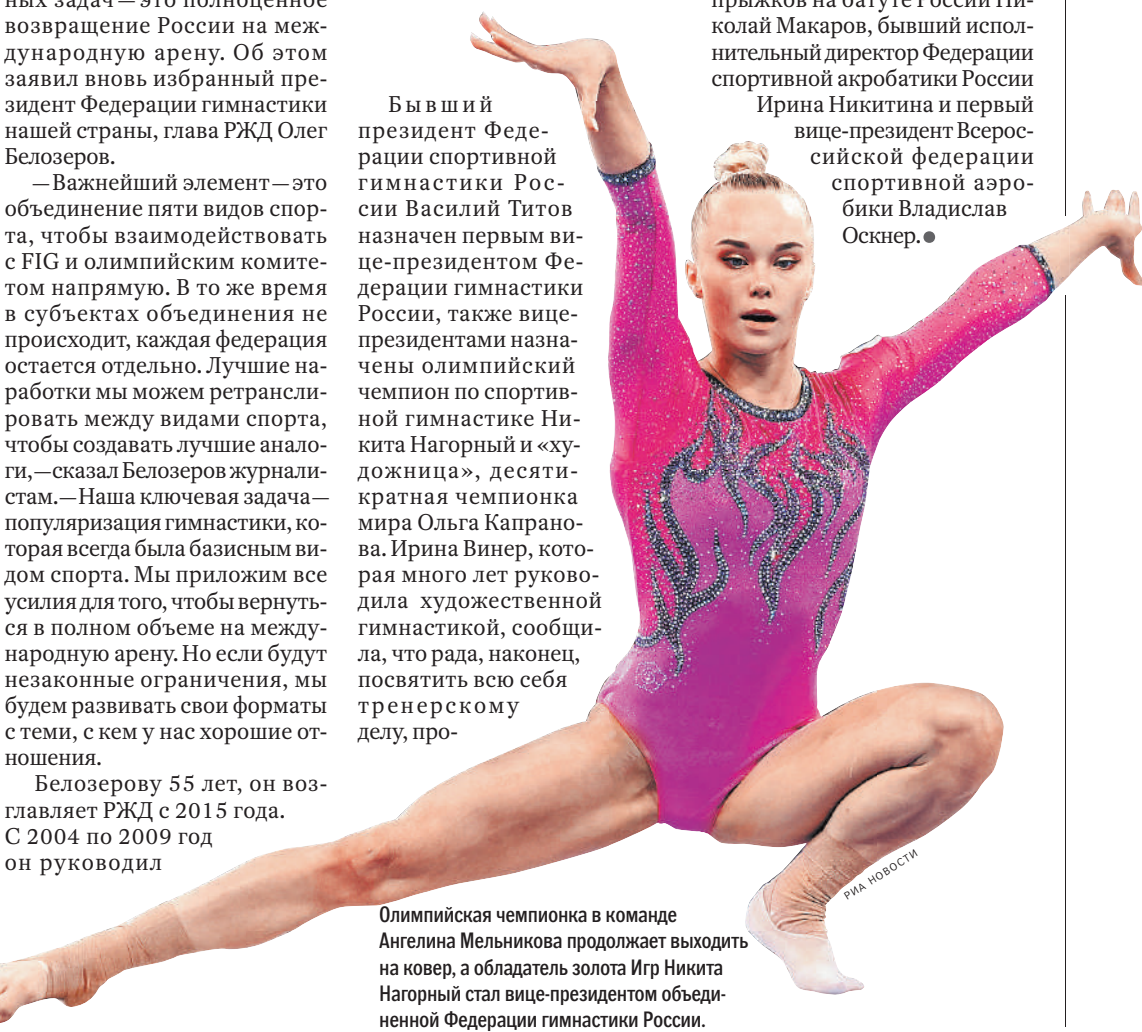 ных задач — это полноценное
возвращение России на меж-
дународную арену. Об этом
заявил вновь избранный пре-
зидент Федерации гимнастики
нашей страны, глава РЖД Олег
Белозеров.
— Важнейший элемент — это
объединение пяти видов спор-
та, чтобы взаимодействовать
с FIG и олимпийским комите-
том напрямую. В то же время
в субъектах объединения не
происходит, каждая федерация
остается отдельно. Лучшие на-
работки мы можем ретрансли-
ровать между видами спорта,
чтобы создавать лучшие анало-
ги, — сказал Белозеров журнали-
стам. — Наша ключевая задача —
популяризация гимнастики, ко-
торая всегда была базисным ви-
дом спорта. Мы приложим все
усилия для того, чтобы вернуть-
ся в полном объеме на между-
народную арену. Но если будут
незаконные ограничения, мы
будем развивать свои форматы
с теми, с кем у нас хорошие от-
ношения.
Белозерову 55 лет, он воз-
главляет РЖД с 2015 года.
С 2004 по 2009 год
он руководил
Бывший
президент Феде-
рации спортивной
гимнастики Рос-
сии Василий Титов
назначен первым ви-
це-президентом Фе-
дерации гимнастики
России, также вице-
президентами назна-
чены олимпийский
чемпион по спортив-
ной гимнастике Ни-
кита Нагорный и «ху-
дожница», десяти-
кратная чемпионка
мира Ольга Капрано-
ва. Ирина Винер, кото-
рая много лет руково-
дила художественной
гимнастикой, сообщи-
ла, что рада, наконец,
посвятить всю себя
тренерскому
делу, про-
прыжков на батуте России Ни-
колай Макаров, бывший испол-
нительный директор Федерации
спортивной акробатики России
Ирина Никитина и первый
вице-президент Всерос-
сийской федерации
спортивной аэро-
бики Владислав
Оскнер. ●
РИА НОВОСТИ
Олимпийская чемпионка в команде
Ангелина Мельникова продолжает выходить
на ковер, а обладатель золота Игр Никита
Нагорный стал вице-президентом объеди-
ненной Федерации гимнастики России.